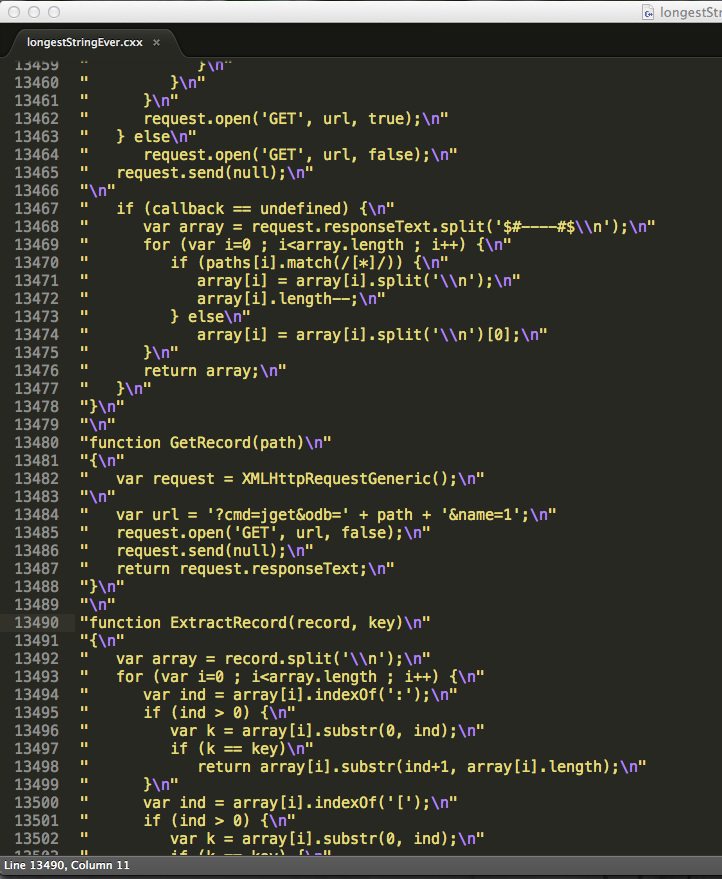 longestStr
longestStringEver.cxx ×
13459 "            }\n"
13460 "         }\n"
13461 "      }\n"
13462 "      request.open('GET', url, true);\n"
13463 "   } else\n"
13464 "      request.open('GET', url, false);\n"
13465 "   request.send(null);\n"
13466 "\n"
13467 "   if (callback == undefined) {\n"
13468 "      var array = request.responseText.split('$#----#$\\n');\n"
13469 "      for (var i=0 ; i<array.length ; i++) {\n"
13470 "         if (paths[i].match(/[*]/)) {\n"
13471 "            array[i] = array[i].split('\\n');\n"
13472 "            array[i].length--;\n"
13473 "         } else\n"
13474 "            array[i] = array[i].split('\\n')[0];\n"
13475 "      }\n"
13476 "      return array;\n"
13477 "   }\n"
13478 "}\n"
13479 "\n"
13480 "function GetRecord(path)\n"
13481 "{\n"
13482 "   var request = XMLHttpRequestGeneric();\n"
13483 "\n"
13484 "   var url = '?cmd=jget&odb=' + path + '&name=1';\n"
13485 "   request.open('GET', url, false);\n"
13486 "   request.send(null);\n"
13487 "   return request.responseText;\n"
13488 "}\n"
13489 "\n"
13490 "function ExtractRecord(record, key)\n"
13491 "{\n"
13492 "   var array = record.split('\\n');\n"
13493 "   for (var i=0 ; i<array.length ; i++) {\n"
13494 "      var ind = array[i].indexOf(':');\n"
13495 "      if (ind > 0) {\n"
13496 "         var k = array[i].substr(0, ind);\n"
13497 "         if (k == key)\n"
13498 "            return array[i].substr(ind+1, array[i].length);\n"
13499 "      }\n"
13500 "      var ind = array[i].indexOf('[');\n"
13501 "      if (ind > 0) {\n"
13502 "         var k = array[i].substr(0, ind);\n"
13503 "         if (k == key) {\n"
Line 13490, Column 11